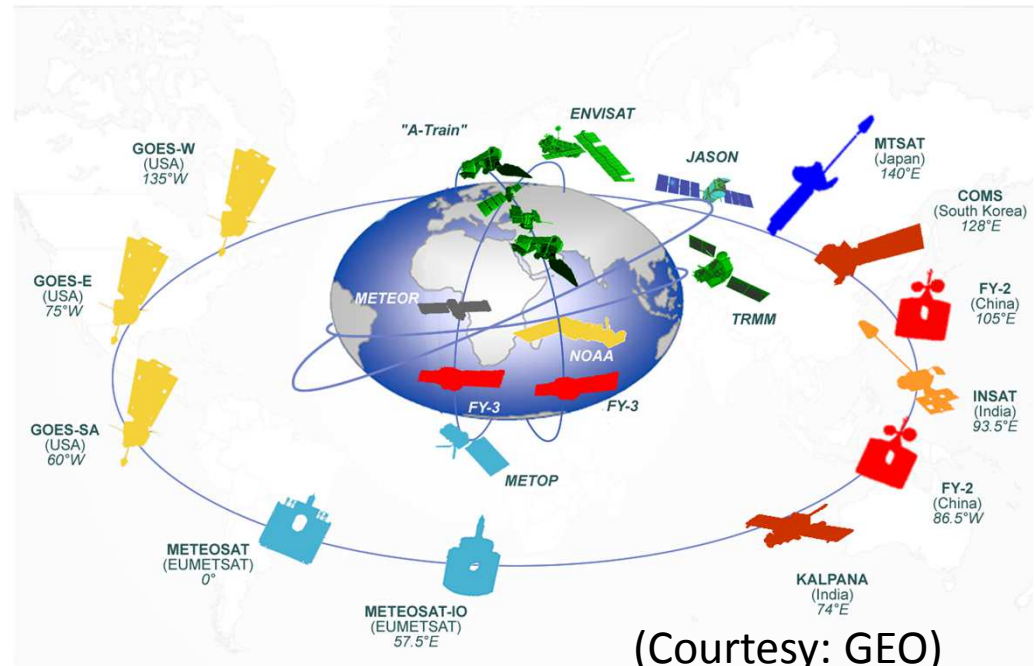 "A-Train"
ENVISAT
JASON
GOES-W
(USA)
135°W
MTSAT
(Japan)
140°E
COMS
(South Korea)
128°E
GOES-E
(USA)
75°W
FY-2
(China)
105°E
METEOR
TRMM
NOAA
INSAT
(India)
93.5°E
FY-3
FY-3
GOES-SA
(USA)
60°W
METOP
FY-2
(China)
86.5°W
METEOSAT
(EUMETSAT)
0°
KALPANA
(India)
74°E
METEOSAT-IO
(EUMETSAT)
57.5°E
(Courtesy: GEO)